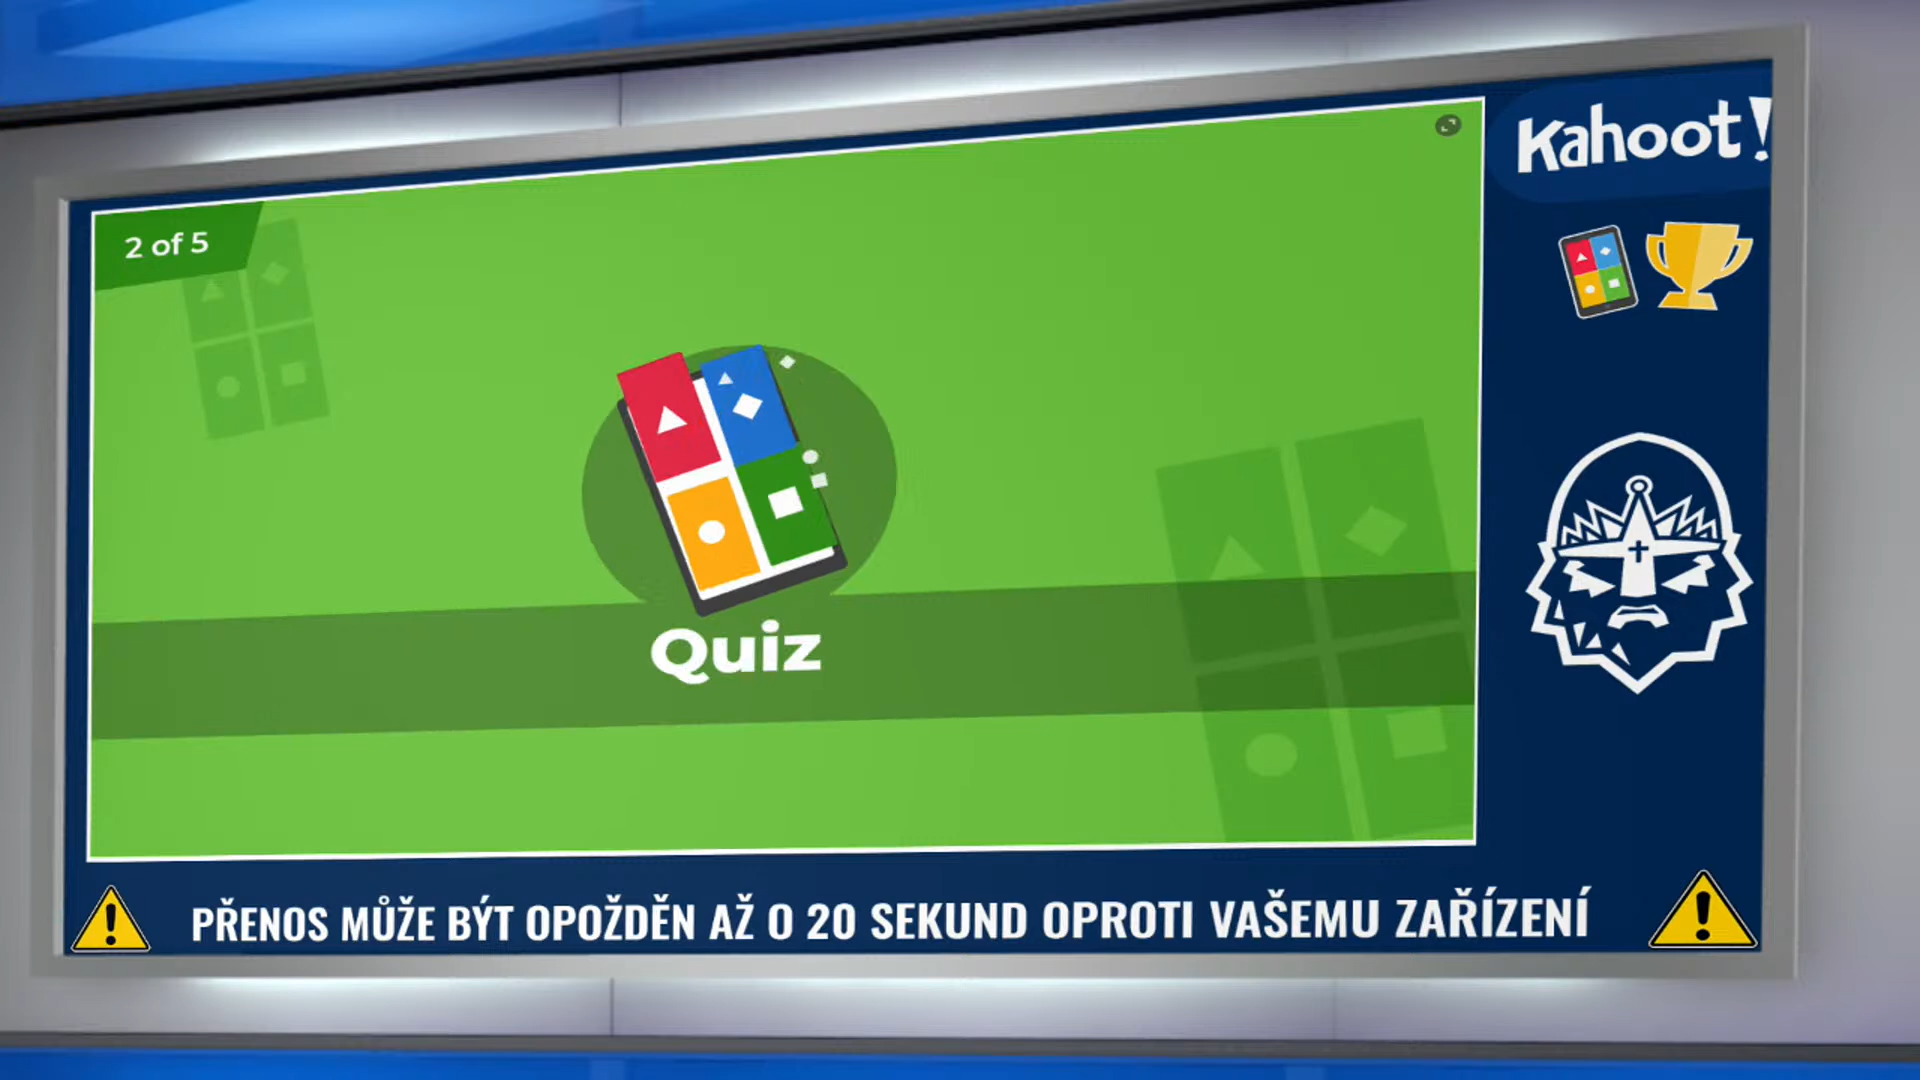 Kahoot!
2 of 5
Quiz
PŘENOS MŮŽE BÝT OPOŽDĚN AŽ O 20 SEKUND OPROTI VAŠEMU ZAŘÍZENÍ